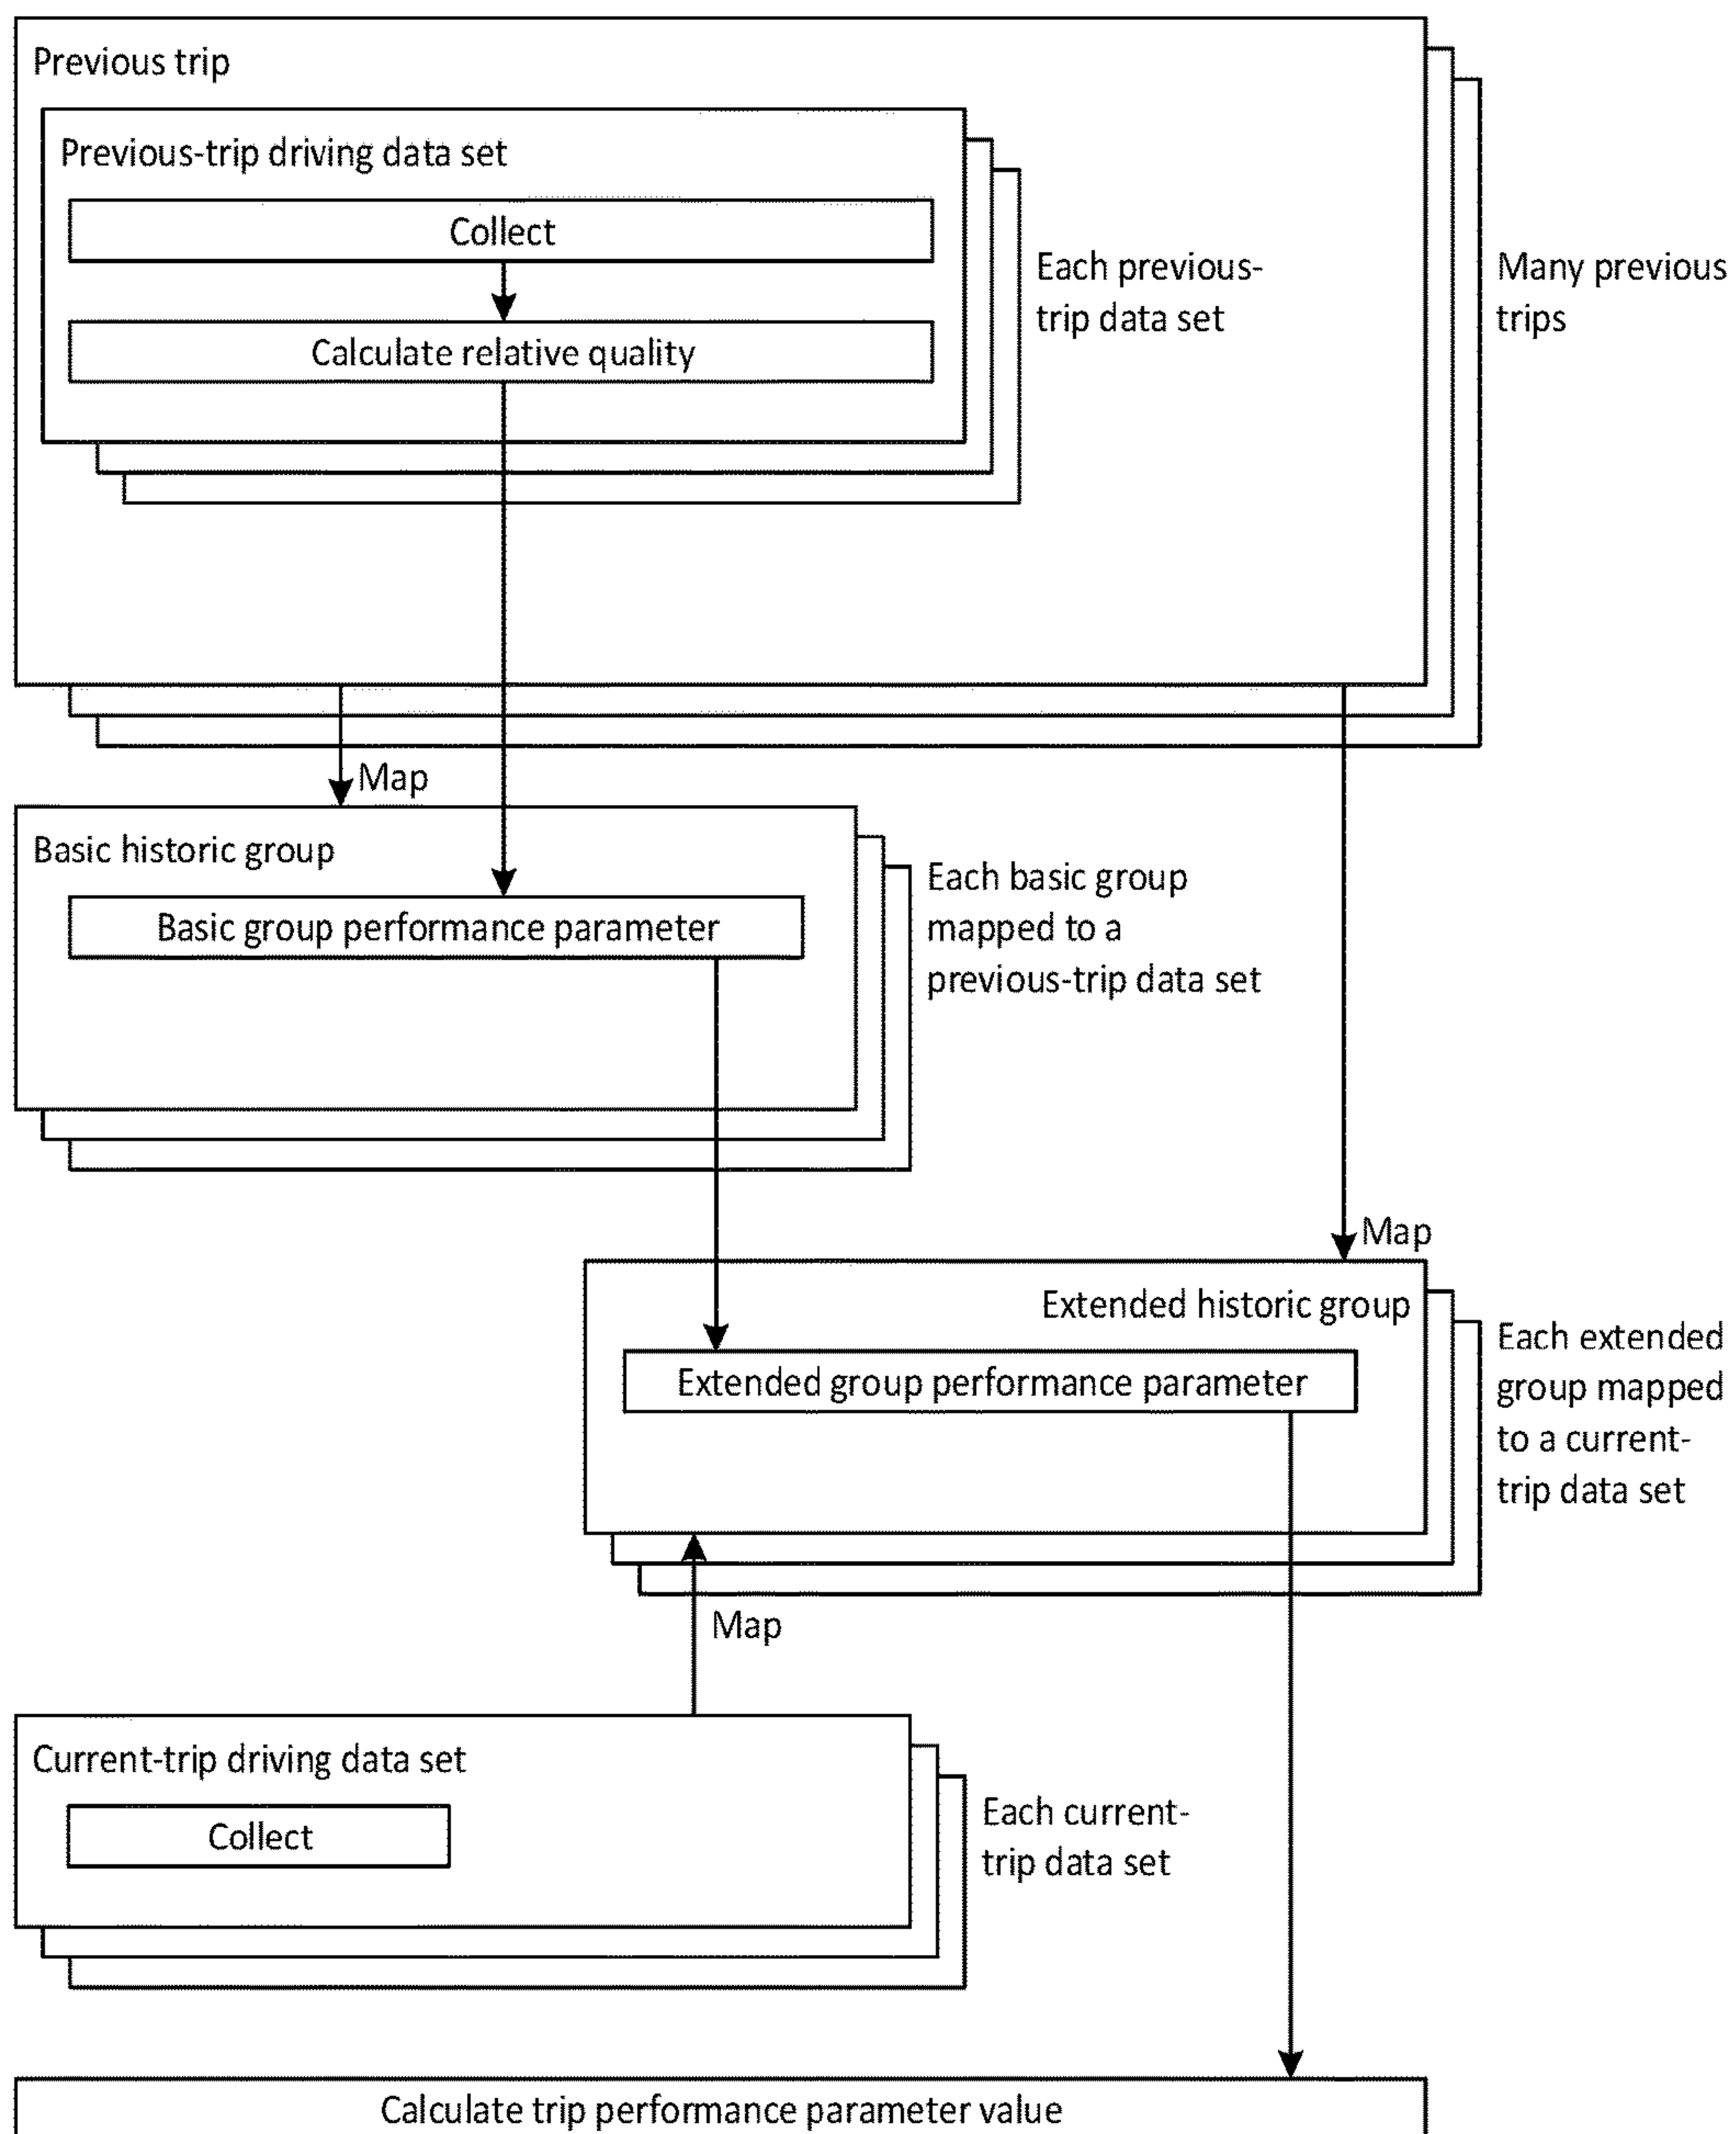 Previous trip
Previous-trip driving data set
Collect
Calculate relative quality
Each previous-
trip data set
Many previous
trips
Map
Basic historic group
Basic group performance parameter
Each basic group
mapped to a
previous-trip data set
Map
Extended historic group
Extended group performance parameter
Each extended
group mapped
to a current-
trip data set
Map
Current-trip driving data set
Collect
Each current-
trip data set
Calculate trip performance parameter value